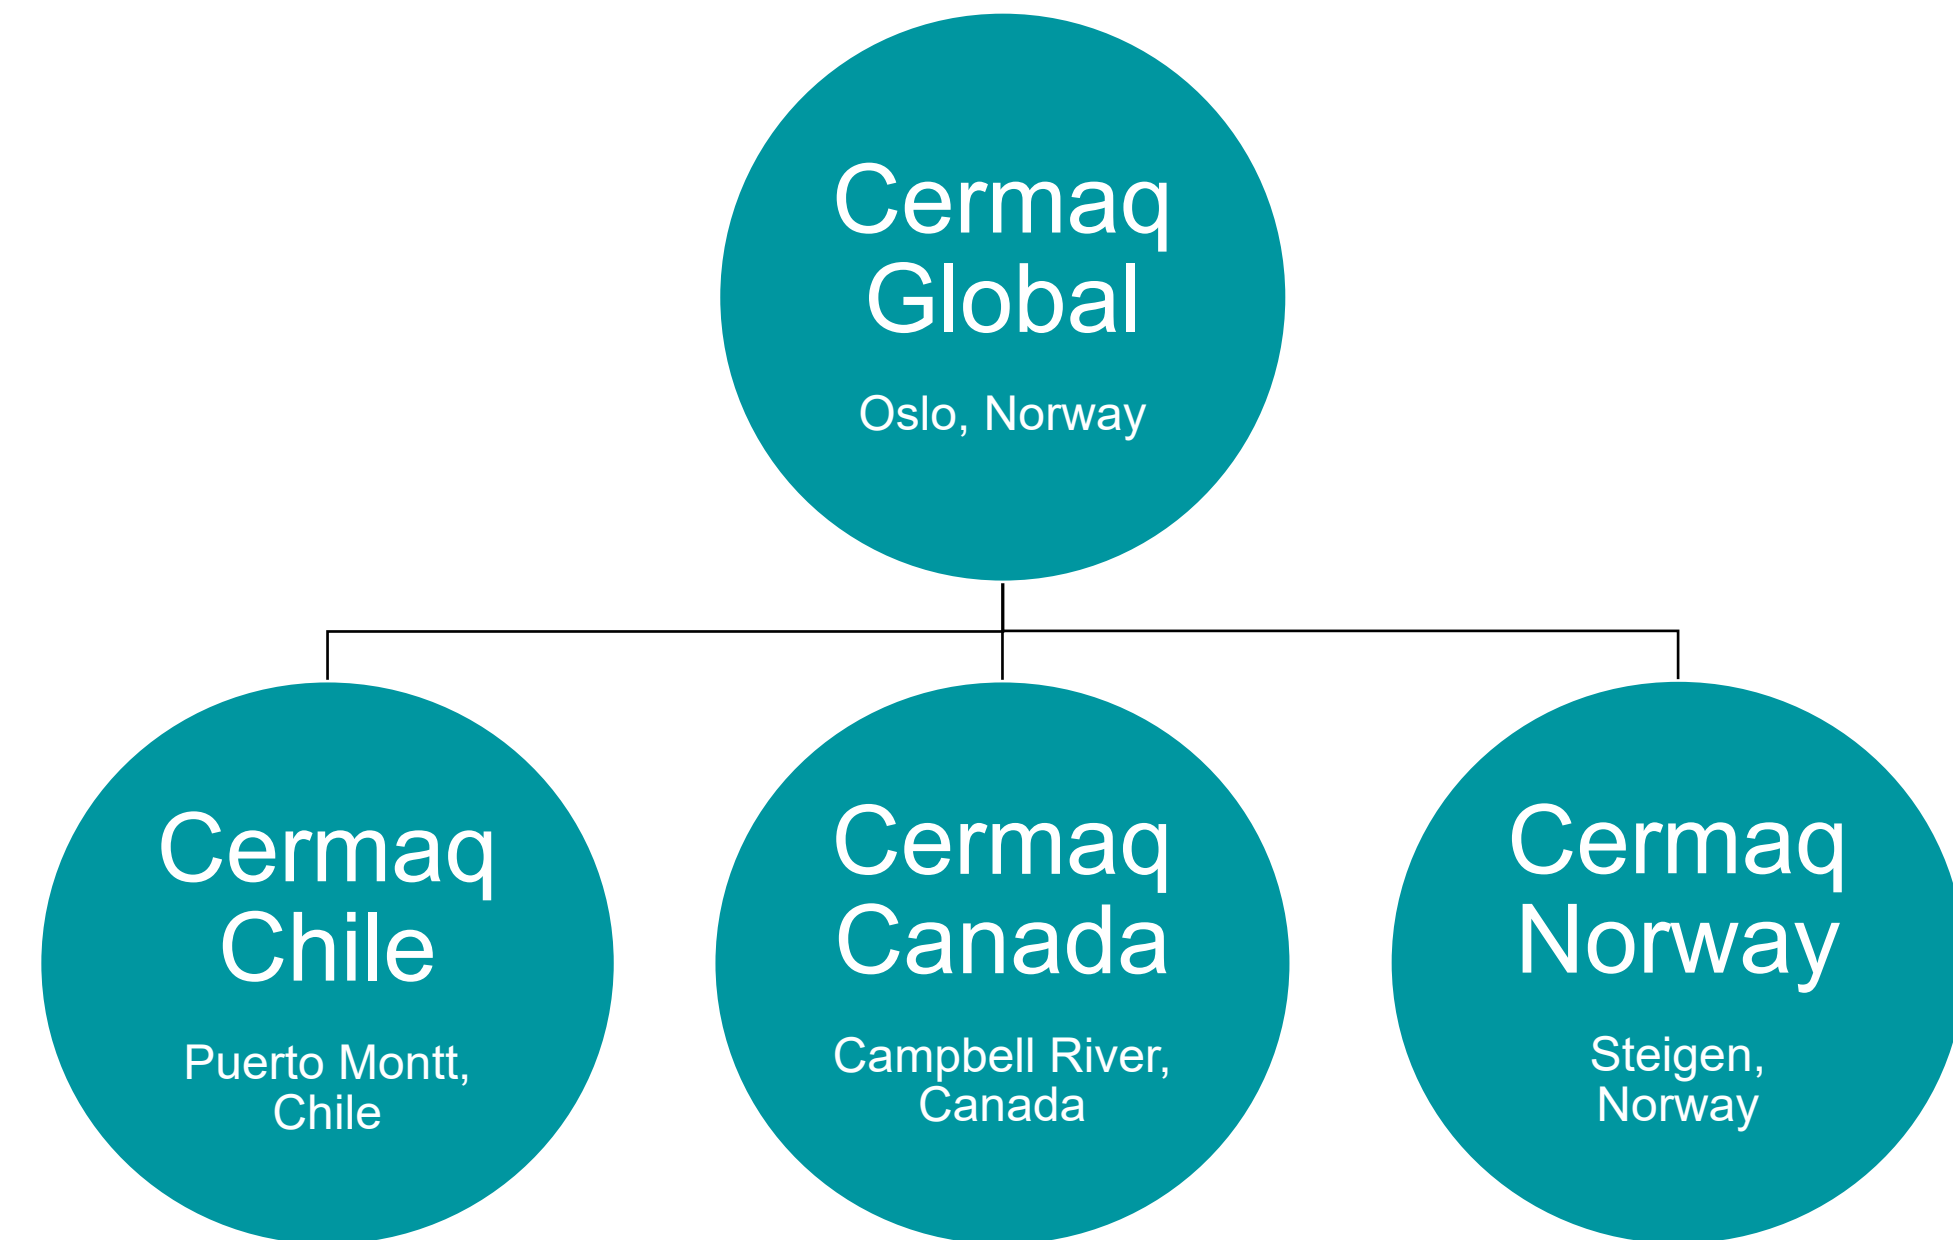 Cermaq
Global
Oslo, Norway
Cermaq
Chile
Puerto Montt,
Chile
Cermaq
Canada
Campbell River,
Canada
Cermaq
Norway
Steigen,
Norway